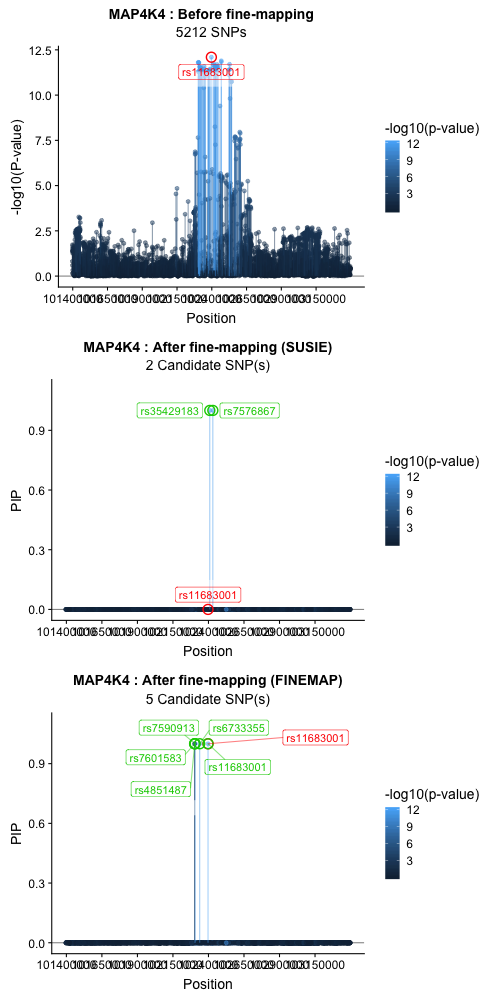 MAP4K4 : Before fine-mapping
5212 SNPs
12.5
10.0
7.5
5.0
2.5
0.0
-log10(P-value)
rs11683001
Position
-log10(p-value)
12
9
6
3
MAP4K4 : After fine-mapping (SUSIE)
2 Candidate SNP(s)
0.9
0.6
0.3
0.0
PIP
rs35429183
rs7576867
rs11683001
Position
-log10(p-value)
12
9
6
3
MAP4K4 : After fine-mapping (FINEMAP)
5 Candidate SNP(s)
0.9
0.6
0.3
0.0
PIP
rs7590913
rs6733355
rs11683001
rs7601583
rs11683001
rs4851487
Position
-log10(p-value)
12
9
6
3